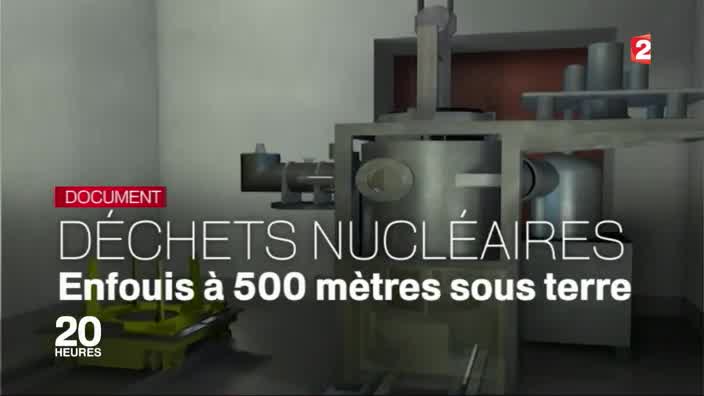 2
DOCUMENT
DÉCHETS NUCLÉAIRES
Enfouis à 500 mètres sous terre
20
HEURES